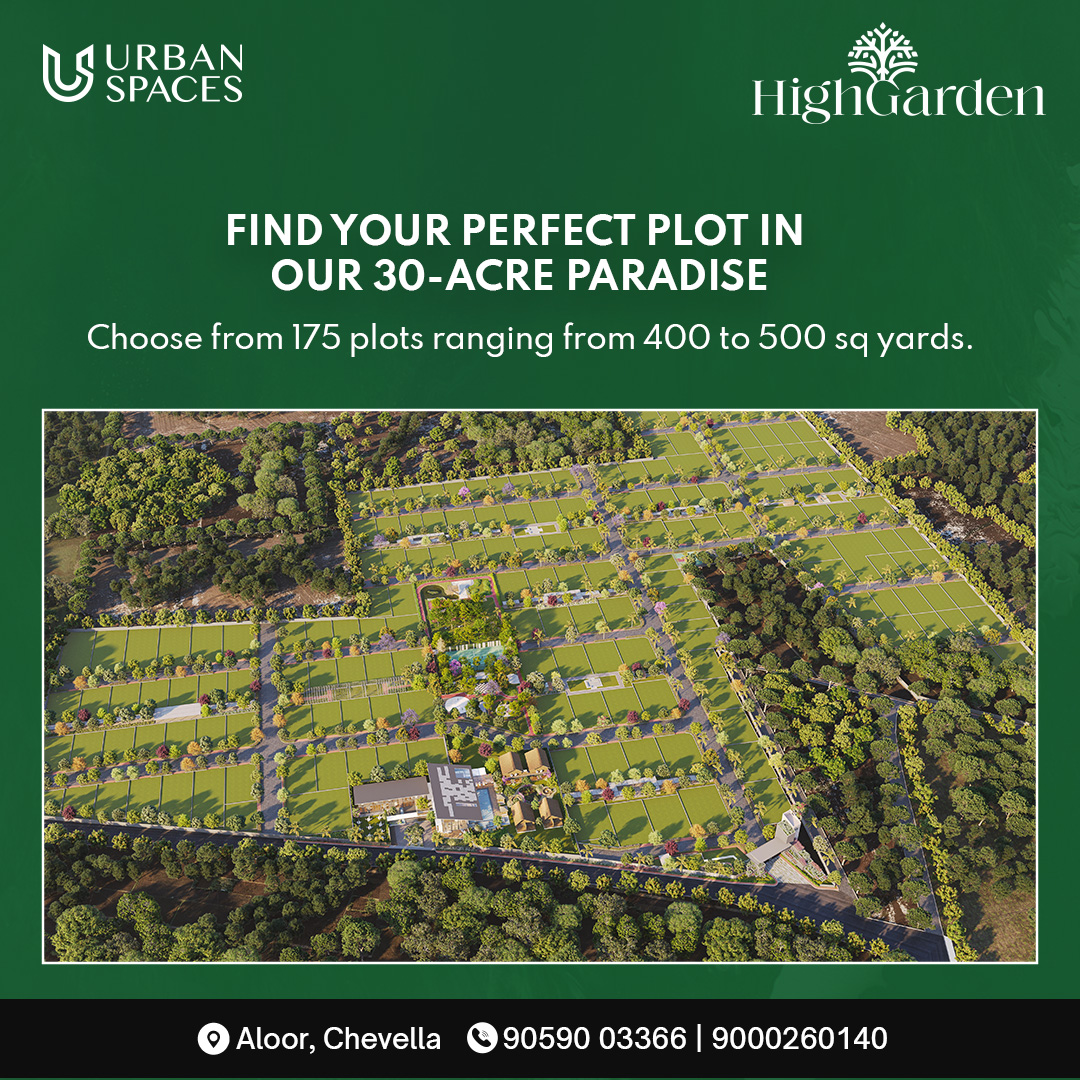 URBAN
SPACES
HighGarden
FIND YOUR PERFECT PLOT IN
OUR 30-ACRE PARADISE
Choose from 175 plots ranging from 400 to 500 sq yards.
Aloor, Chevella 90590 03366 | 9000260140